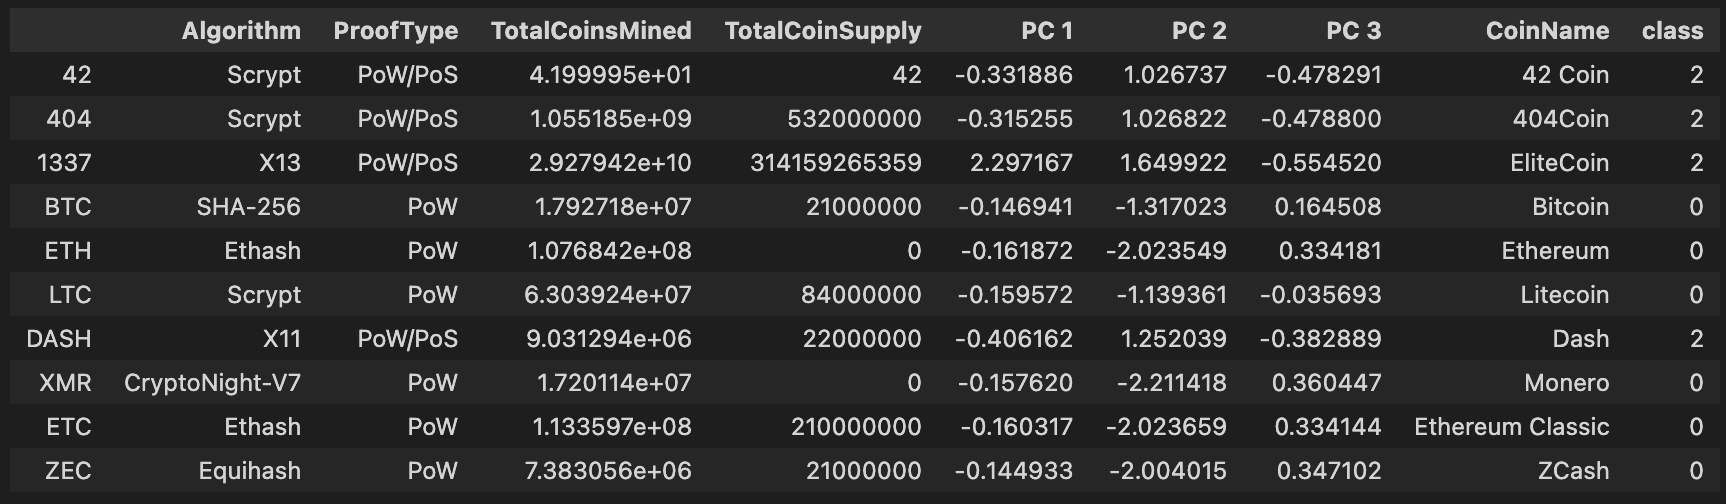 Algorithm ProofType TotalCoinsMined TotalCoinSupply PC 1 PC 2 PC 3 CoinName class
42 Scrypt PoW/PoS 4.199995e+01 42 -0.331886 1.026737 -0.478291 42 Coin 2
404 Scrypt PoW/PoS 1.055185e+09 532000000 -0.315255 1.026822 -0.478800 404Coin 2
1337 X13 PoW/PoS 2.927942e+10 314159265359 2.297167 1.649922 -0.554520 EliteCoin 2
BTC SHA-256 PoW 1.792718e+07 21000000 -0.146941 -1.317023 0.164508 Bitcoin 0
ETH Ethash PoW 1.076842e+08 0 -0.161872 -2.023549 0.334181 Ethereum 0
LTC Scrypt PoW 6.303924e+07 84000000 -0.159572 -1.139361 -0.035693 Litecoin 0
DASH X11 PoW/PoS 9.031294e+06 22000000 -0.406162 1.252039 -0.382889 Dash 2
XMR CryptoNight-V7 PoW 1.720114e+07 0 -0.157620 -2.211418 0.360447 Monero 0
ETC Ethash PoW 1.133597e+08 210000000 -0.160317 -2.023659 0.334144 Ethereum Classic 0
ZEC Equihash PoW 7.383056e+06 21000000 -0.144933 -2.004015 0.347102 ZCash 0